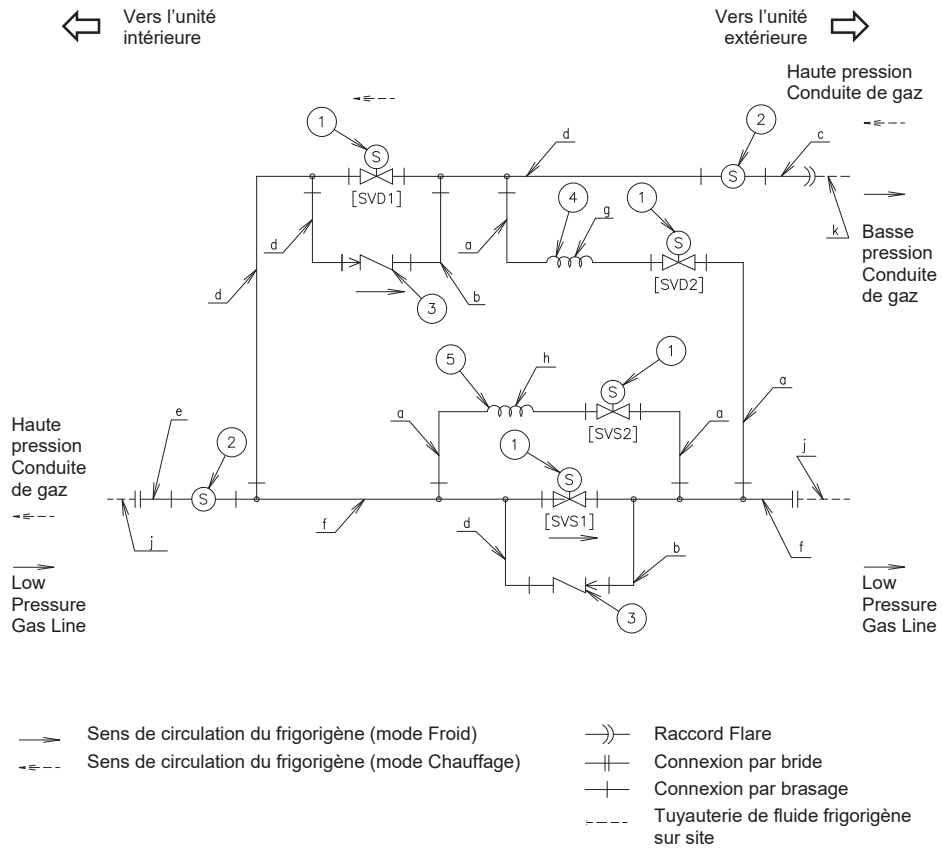 Vers l'unité
intérieure
Vers l'unité
extérieure
Haute pression
Conduite de gaz
1
2
d
c
S
S
[SVD1]
1
4
g
k
d
a
S
Basse
pression
Conduite
de gaz
d
b
[SVD2]
3
5
h
1
S
a
a
a
[SVS2]
Haute
pression
Conduite
de gaz
e
2
1
j
S
S
f
[SVS1]
j
d
b
f
Low
Pressure
Gas Line
3
Low
Pressure
Gas Line
Sens de circulation du frigorigène (mode Froid)
Sens de circulation du frigorigène (mode Chauffage)
Raccord Flare
Connexion par bride
Connexion par brasage
Tuyauterie de fluide frigorigène
sur site